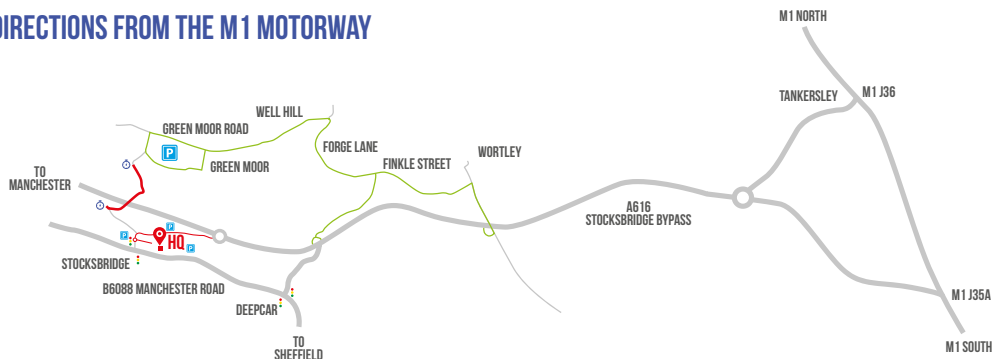 DIRECTIONS FROM THE M1 MOTORWAY
M1 NORTH
TANKERSLEY
M1 J36
WELL HILL
GREEN MOOR ROAD
P
GREEN MOOR
FORGE LANE
FINKLE STREET
WORTLEY
TO
MANCHESTER
A616
STOCKSBRIDGE BYPASS
P
P
HQ
P
STOCKSBRIDGE
B6088 MANCHESTER ROAD
DEEPCAR
TO
SHEFFIELD
M1 J35A
M1 SOUTH